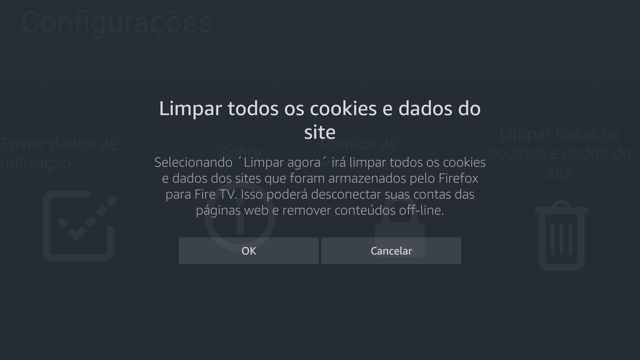 Configurações
Enviar dados de
utilização
Sobre
Política de
Limpar todos os
cookies e dados do
site
Limpar todos os cookies e dados do
site
Selecionando ´Limpar agora´ irá limpar todos os cookies
e dados dos sites que foram armazenados pelo Firefox
para Fire TV. Isso poderá desconectar suas contas das
páginas web e remover conteúdos off-line.
OK
Cancelar